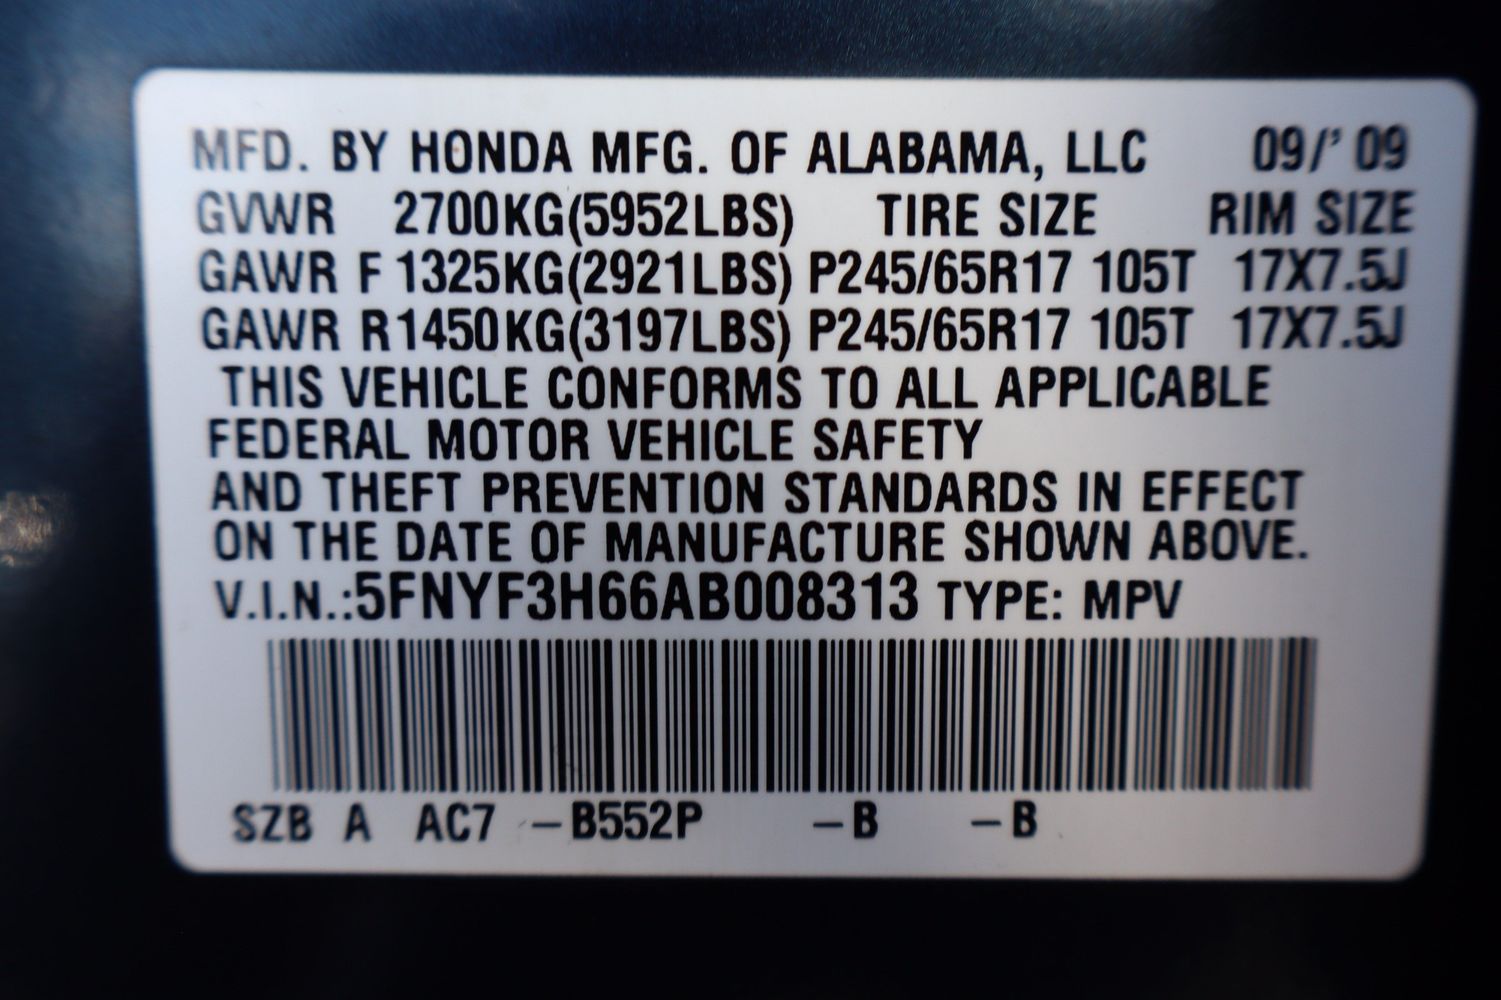 MFD. BY HONDA MFG. OF ALABAMA, LLC 09/'09
GVWR 2700KG(5952LBS) TIRE SIZE RIM SIZE
GAWR F 1325KG(2921LBS) P245/65R17 105T 17X7.5J
GAWR R1450KG(3197LBS) P245/65R17 105T 17X7.5J
THIS VEHICLE CONFORMS TO ALL APPLICABLE
FEDERAL MOTOR VEHICLE SAFETY
AND THEFT PREVENTION STANDARDS IN EFFECT
ON THE DATE OF MANUFACTURE SHOWN ABOVE.
V.I.N.:5FNYF3H66AB008313 TYPE: MPV
SZB A AC7 –B552P –B –B